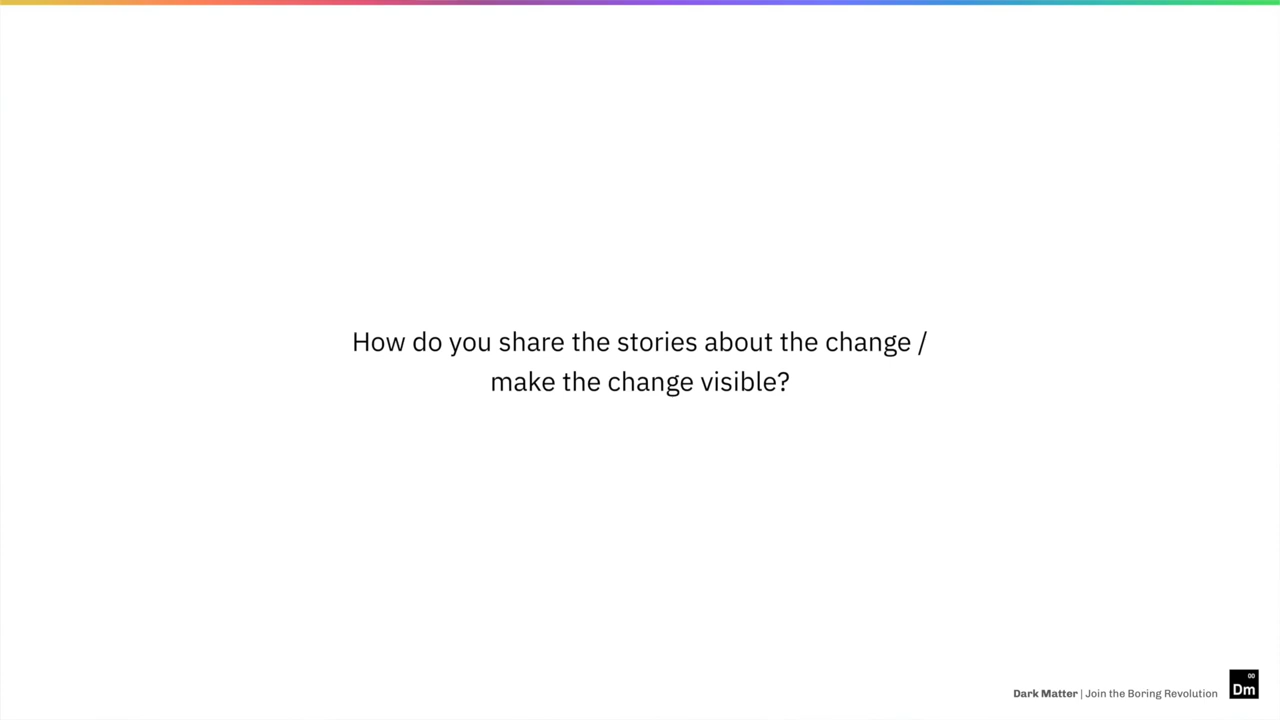 How do you share the stories about the change /
make the change visible?
Dark Matter | Join the Boring Revolution
00
Dm